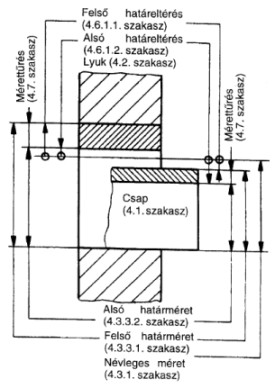 Felső határeltérés
(4.6.1.1. szakasz)
Alsó határeltérés
(4.6.1.2. szakasz)
Lyuk (4.2. szakasz)
Mérettűrés
(4.7. szakasz)
Mérettűrés
(4.7. szakasz)
Csap
(4.1. szakasz)
Alsó határméret
(4.3.3.2. szakasz)
Felső határméret
(4.3.3.1. szakasz)
Névleges méret
(4.3.1. szakasz)